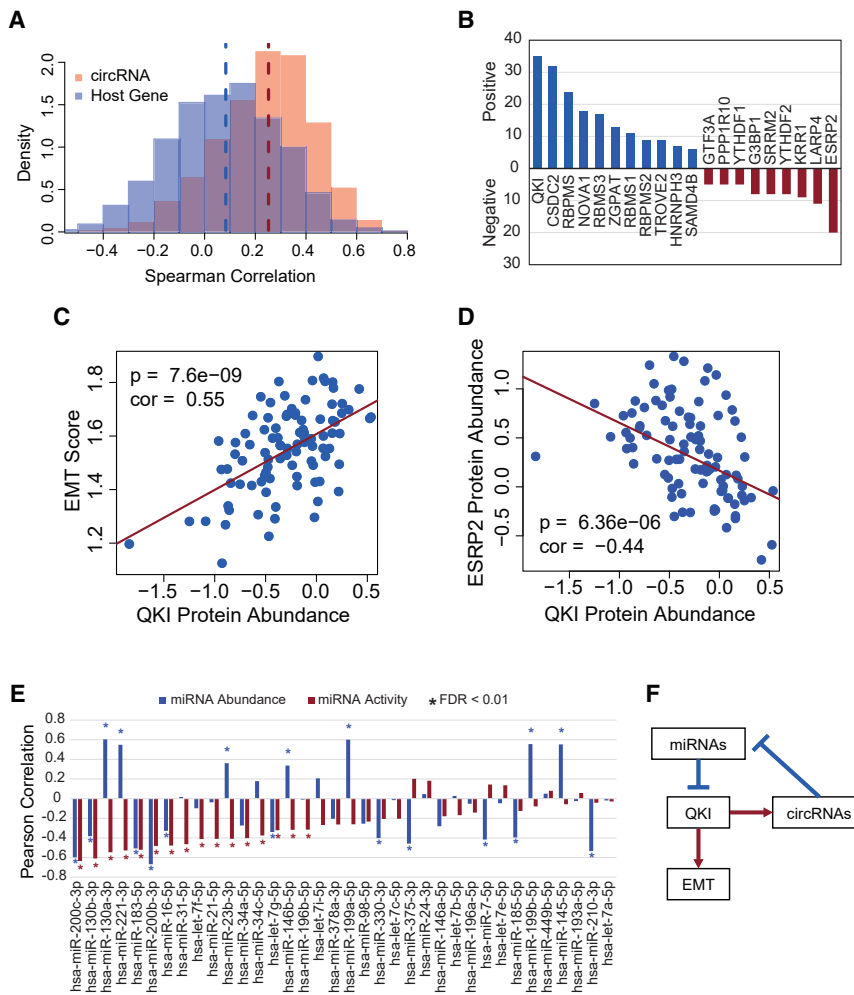 A
circRNA
Host Gene
Density
0.0
0.5
1.0
1.5
2.0
−0.4
−0.2
0.0
0.2
0.4
0.6
0.8
Spearman Correlation
B
Positive
Negative
40
30
20
10
0
10
20
30
QKI
CSDC2
RBPMS
NOVA1
RBMS3
ZGPAT
RBMS1
RBPMS2
TROVE2
HNRNPH3
SAMD4B
GTF3A
PPP1R10
YTHDF1
G3BP1
SRRM2
YTHDF2
KRR1
LARP4
ESRP2
C
p = 7.6e−09
cor = 0.55
EMT Score
1.2
1.4
1.6
1.8
−1.5
−1.0
−0.5
0.0
0.5
QKI Protein Abundance
D
p = 6.36e−06
cor = −0.44
ESRP2 Protein Abundance
−0.5
0.0
0.5
1.0
−1.5
−1.0
−0.5
0.0
0.5
QKI Protein Abundance
E
miRNA Abundance
miRNA Activity
* FDR < 0.01
Pearson Correlation
0.8
0.6
0.4
0.2
0
-0.2
-0.4
-0.6
-0.8
hsa-miR-200c-3p
hsa-miR-130b-3p
hsa-miR-130a-3p
hsa-miR-221-3p
hsa-miR-183-5p
hsa-miR-200b-3p
hsa-miR-16-5p
hsa-miR-31-5p
hsa-let-7f-5p
hsa-miR-21-5p
hsa-miR-23b-3p
hsa-miR-34a-5p
hsa-miR-34c-5p
hsa-let-7g-5p
hsa-miR-146b-5p
hsa-miR-196b-5p
hsa-let-7i-5p
hsa-miR-378a-3p
hsa-miR-199a-5p
hsa-miR-98-5p
hsa-miR-330-3p
hsa-let-7c-5p
hsa-miR-375-3p
hsa-miR-24-3p
hsa-miR-146a-5p
hsa-let-7b-5p
hsa-miR-196a-5p
hsa-miR-7-5p
hsa-let-7e-5p
hsa-miR-185-5p
hsa-miR-199b-5p
hsa-miR-449b-5p
hsa-miR-145-5p
hsa-miR-193a-5p
hsa-miR-210-3p
hsa-let-7a-5p
F
miRNAs
QKI
circRNAs
EMT